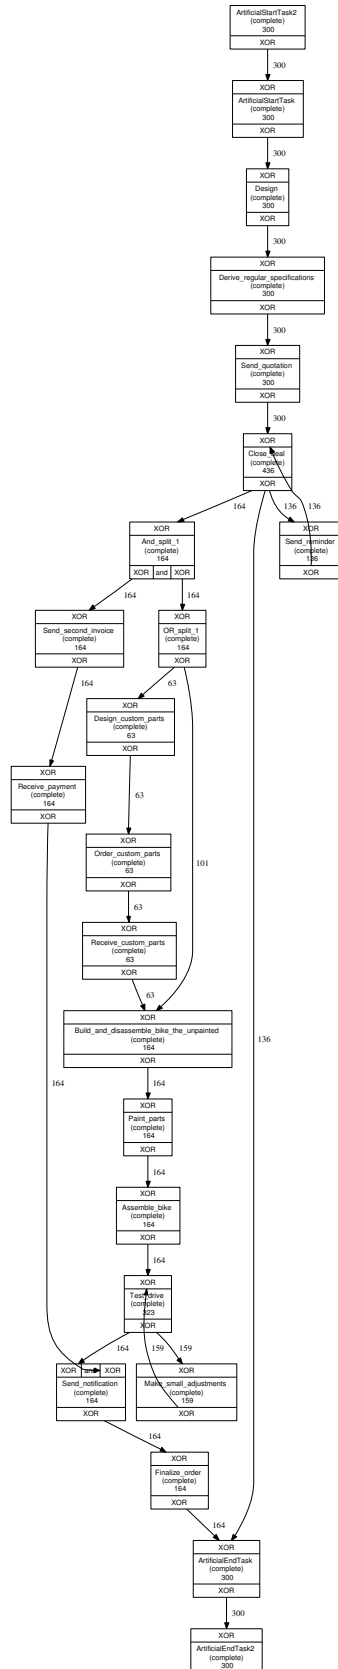 ArtificialStartTask2
(complete)
300
XOR
300
XOR
ArtificialStartTask
(complete)
300
XOR
300
XOR
Design
(complete)
300
XOR
300
XOR
Derive_regular_specifications
(complete)
300
XOR
300
XOR
Send_quotation
(complete)
300
XOR
300
XOR
Close_deal
(complete)
436
XOR
164
136
136
XOR
And_split_1
(complete)
164
XOR and XOR
XOR
Send_reminder
(complete)
136
XOR
164
164
XOR
Send_second_invoice
(complete)
164
XOR
XOR
OR_split_1
(complete)
164
XOR
164
63
XOR
Design_custom_parts
(complete)
63
XOR
XOR
Receive_payment
(complete)
164
XOR
63
XOR
Order_custom_parts
(complete)
63
XOR
101
63
XOR
Receive_custom_parts
(complete)
63
XOR
63
XOR
Build_and_disassemble_bike_the_unpainted
(complete)
164
XOR
164
136
164
XOR
Paint_parts
(complete)
164
XOR
164
XOR
Assemble_bike
(complete)
164
XOR
164
XOR
Test_drive
(complete)
323
XOR
164
159
159
XOR and XOR
Send_notification
(complete)
164
XOR
XOR
Make_small_adjustments
(complete)
159
XOR
164
XOR
Finalize_order
(complete)
164
XOR
164
XOR
ArtificialEndTask
(complete)
300
XOR
300
XOR
ArtificialEndTask2
(complete)
300